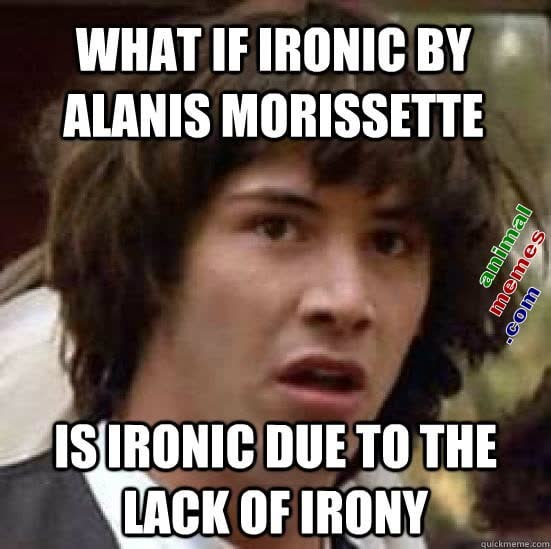 WHAT IF IRONIC BY
ALANIS MORISSETTE
animal
memes
.com
IS IRONIC DUE TO THE
LACK OF IRONY
quickmeme.com